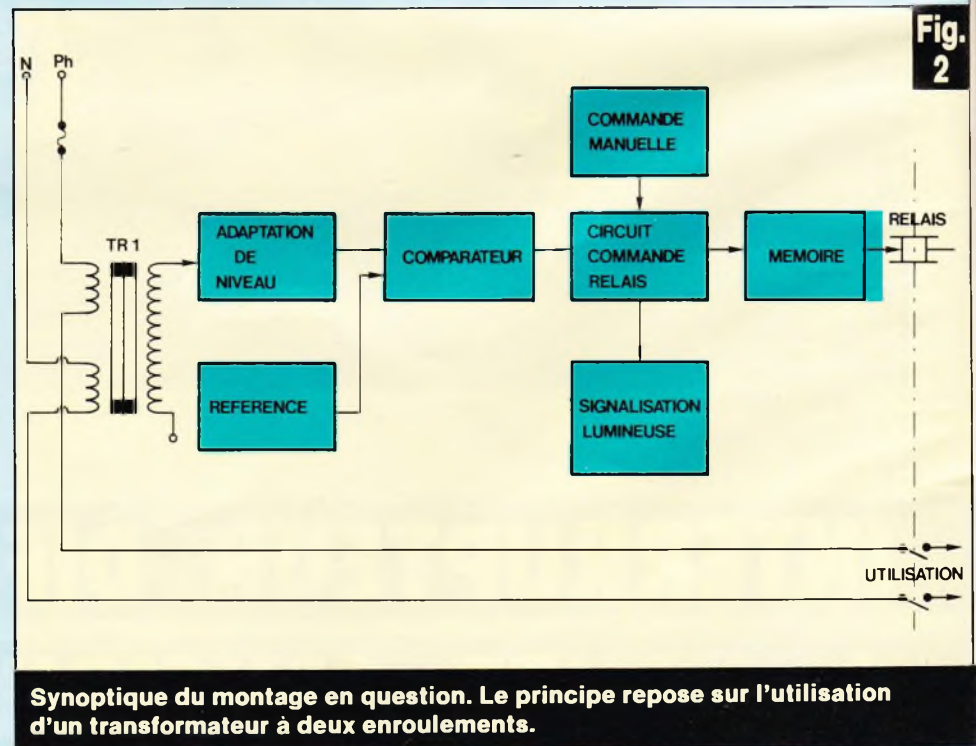 Fig.
2
N Ph
COMMANDE
MANUELLE
TR 1
ADAPTATION
DE
NIVEAU
COMPARATEUR
CIRCUIT
COMMANDE
RELAIS
MEMOIRE
RELAIS
REFERENCE
SIGNALISATION
LUMINEUSE
UTILISATION
Synoptique du montage en question. Le principe repose sur l'utilisation
d'un transformateur à deux enroulements.